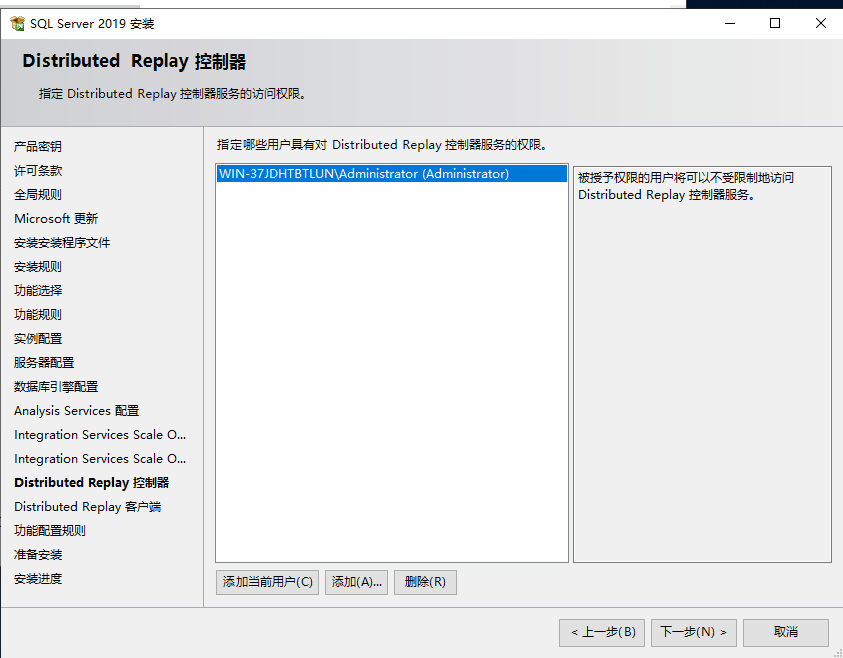 SQL Server 2019 安装
Distributed Replay 控制器
指定 Distributed Replay 控制器服务的访问权限。
产品密钥
许可条款
全局规则
Microsoft 更新
安装安装程序文件
安装规则
功能选择
功能规则
实例配置
服务器配置
数据库引擎配置
Analysis Services 配置
Integration Services Scale O...
Integration Services Scale O...
Distributed Replay 控制器
Distributed Replay 客户端
功能配置规则
准备安装
安装进度
指定哪些用户具有对 Distributed Replay 控制器服务的权限。
WIN-37JDHTBTLUN\Administrator (Administrator)
被授予权限的用户将可以不受限制地访问
Distributed Replay 控制器服务。
添加当前用户(C)
添加(A)...
删除(R)
< 上一步(B)
下一步(N) >
取消